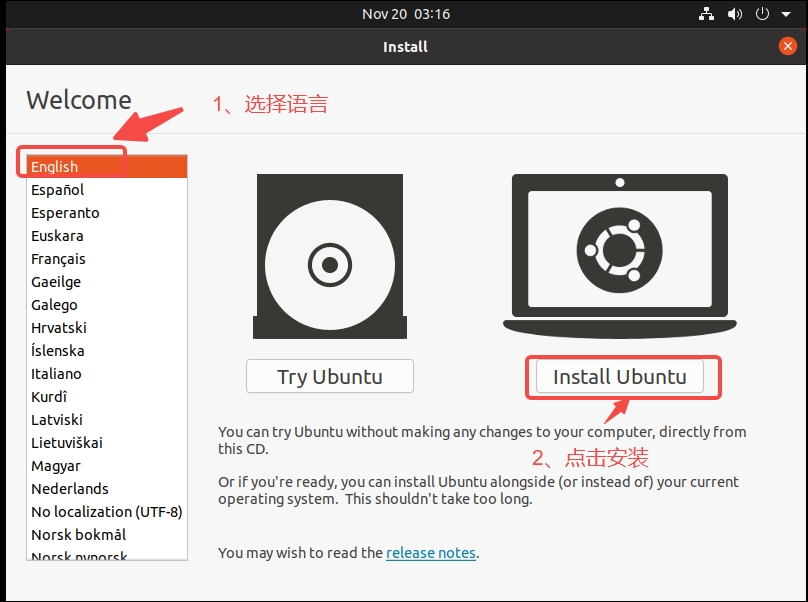 Nov 20  03:16
Install
Welcome
1、选择语言
English
Español
Esperanto
Euskara
Français
Gaeilge
Galego
Hrvatski
Íslenska
Italiano
Kurdî
Latviski
Lietuviškai
Magyar
Nederlands
No localization (UTF-8)
Norsk bokmål
Norsk nynorsk
Try Ubuntu
Install Ubuntu
You can try Ubuntu without making any changes to your computer, directly from
this CD.
2、点击安装
Or if you're ready, you can install Ubuntu alongside (or instead of) your current
operating system.  This shouldn't take too long.
You may wish to read the release notes.